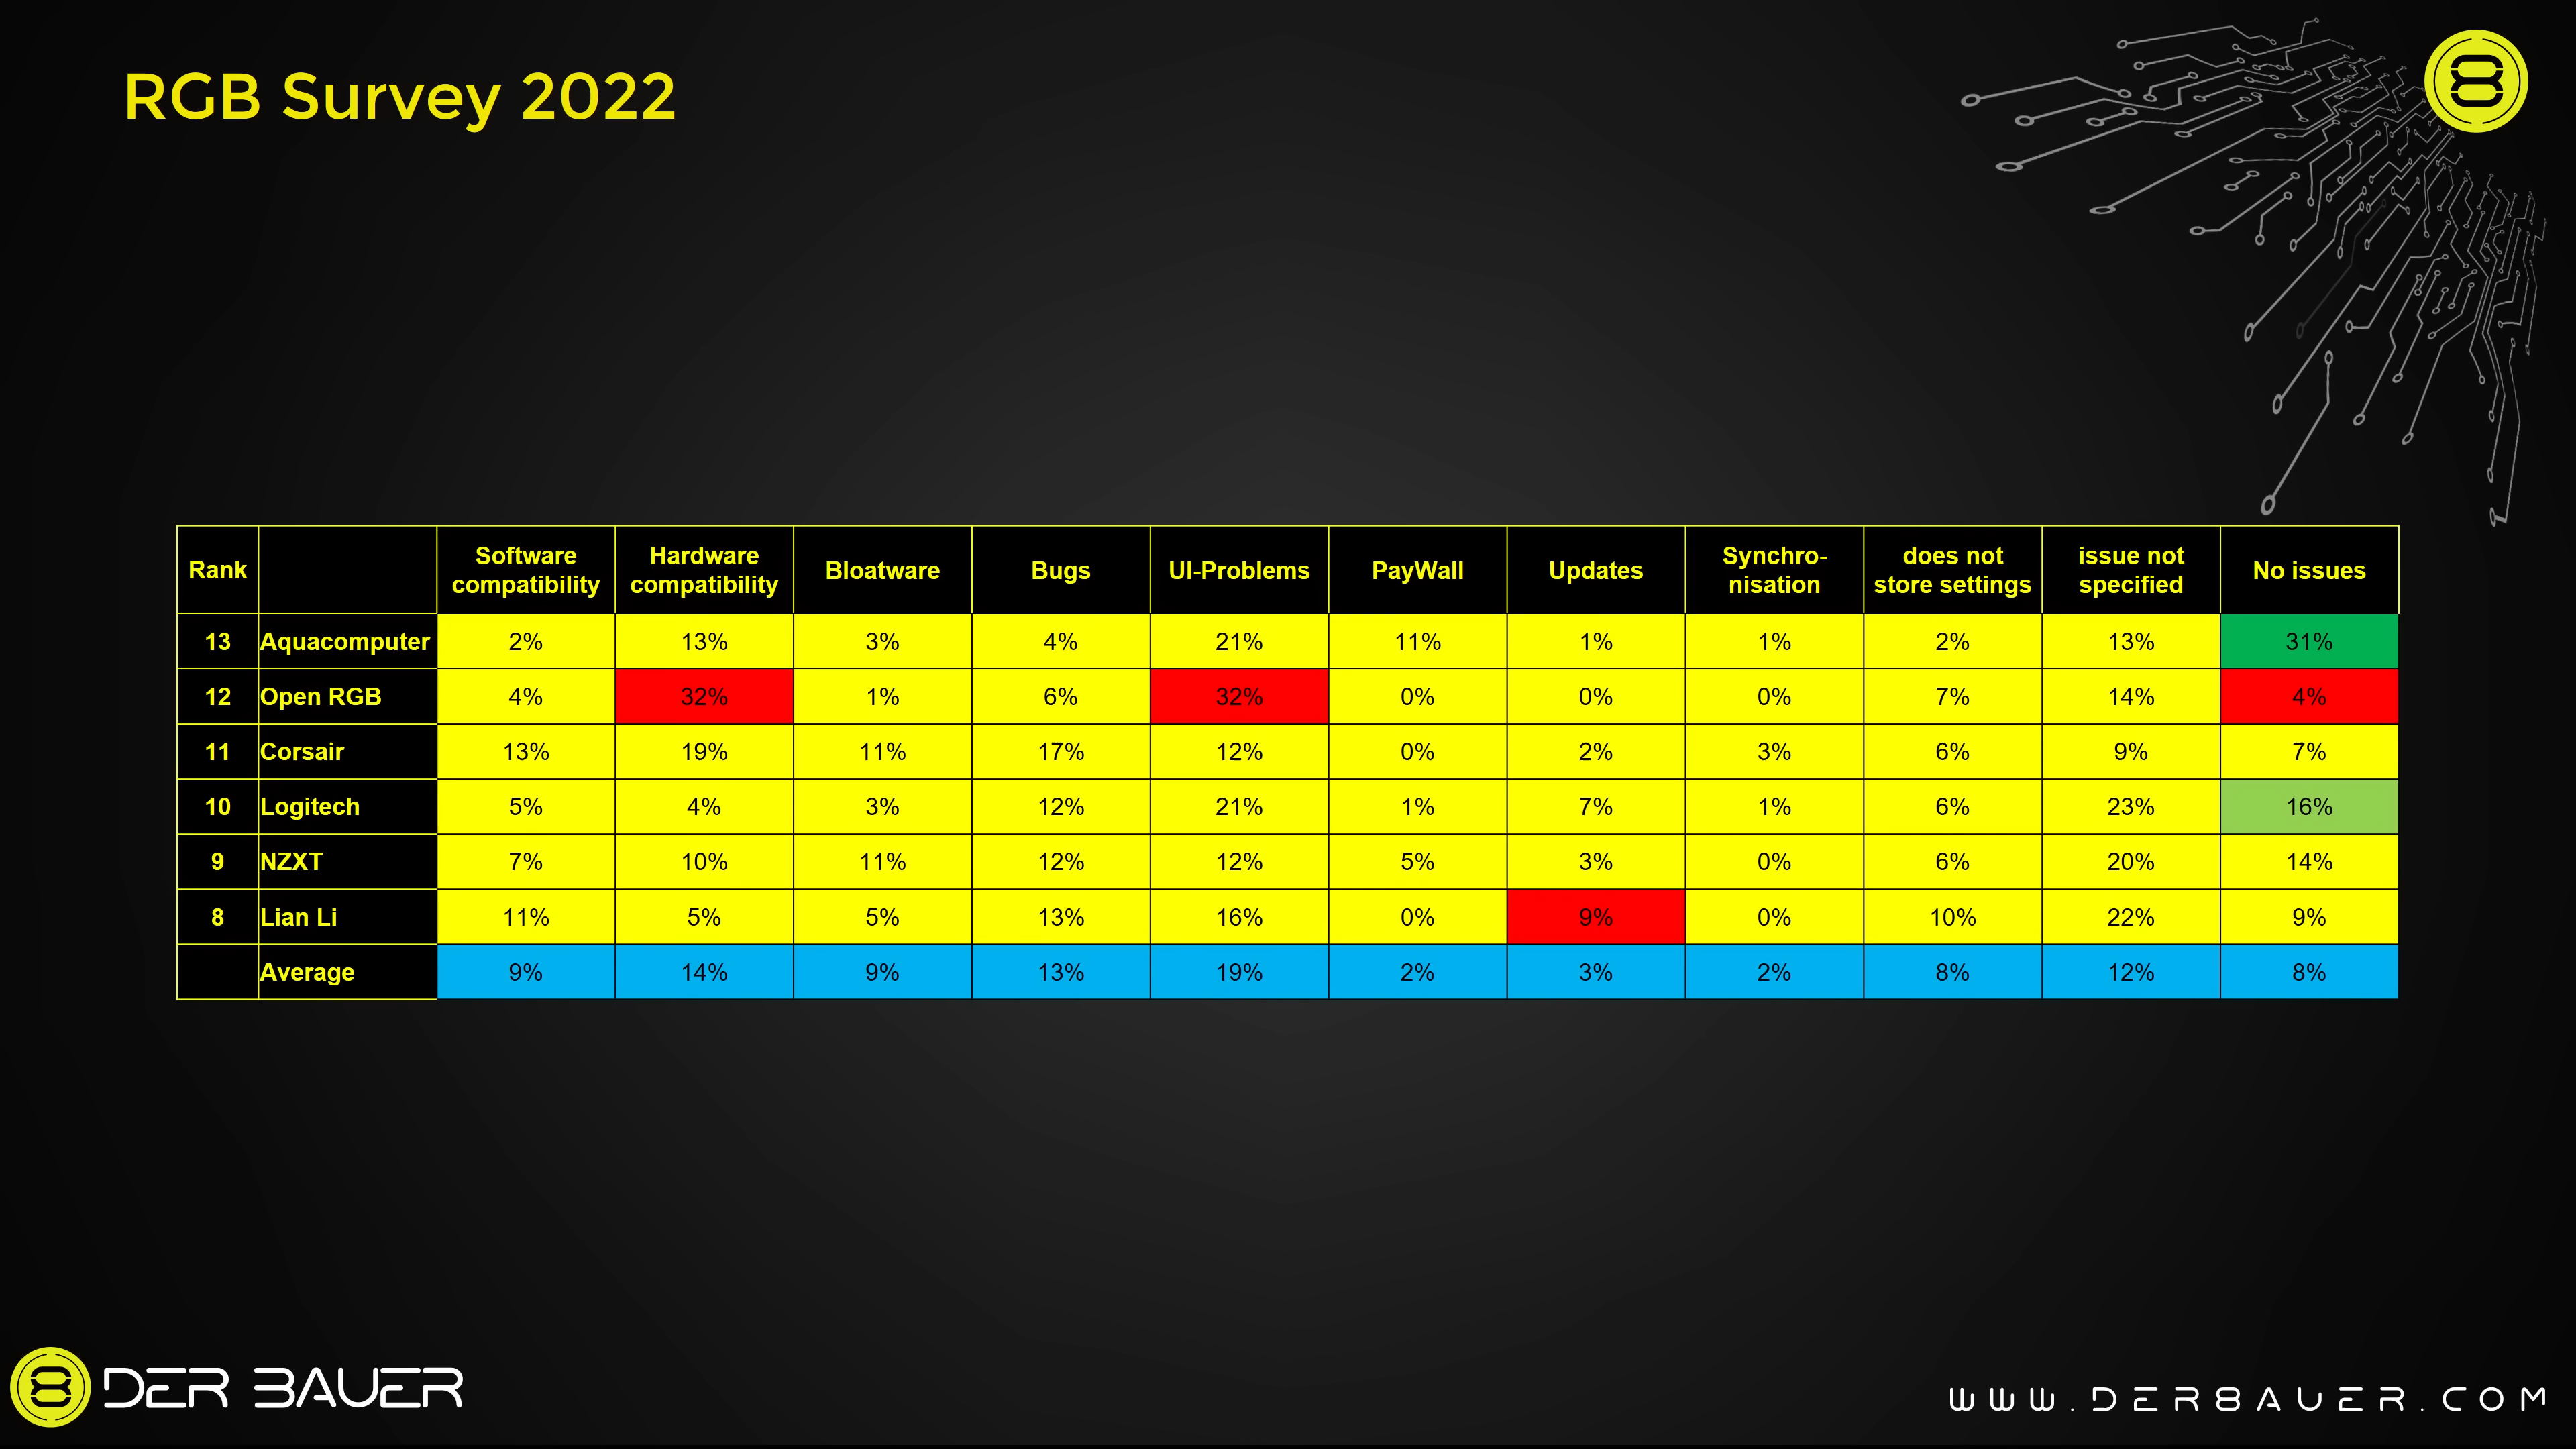 RGB Survey 2022
Rank Software compatibility Hardware compatibility Bloatware Bugs UI-Problems PayWall Updates Synchro-nisation does not store settings issue not specified No issues
13 Aquacomputer 2% 13% 3% 4% 21% 11% 1% 1% 2% 13% 31%
12 Open RGB 4% 32% 1% 6% 32% 0% 0% 0% 7% 14% 4%
11 Corsair 13% 19% 11% 17% 12% 0% 2% 3% 6% 9% 7%
10 Logitech 5% 4% 3% 12% 21% 1% 7% 1% 6% 23% 16%
9 NZXT 7% 10% 11% 12% 12% 5% 3% 0% 6% 20% 14%
8 Lian Li 11% 5% 5% 13% 16% 0% 9% 0% 10% 22% 9%
Average 9% 14% 9% 13% 19% 2% 3% 2% 8% 12% 8%
DER BAUER
WWW.DER8AUER.COM